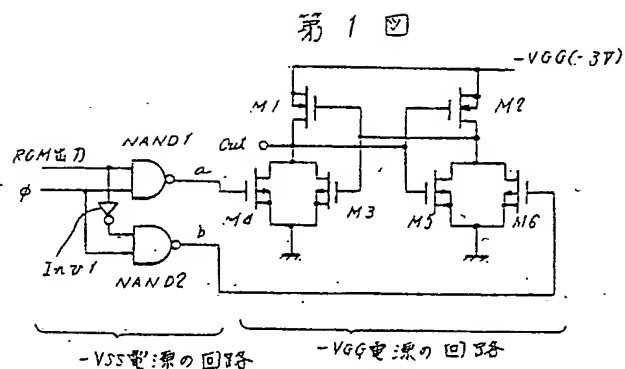 第1図
-VGG(-3V)
M1
M2
Out
NAND1
ROM出力
a
φ
M4
M3
M5
M6
b
Inv1
NAND2
-VSS電源の回路
-VGG電源の回路